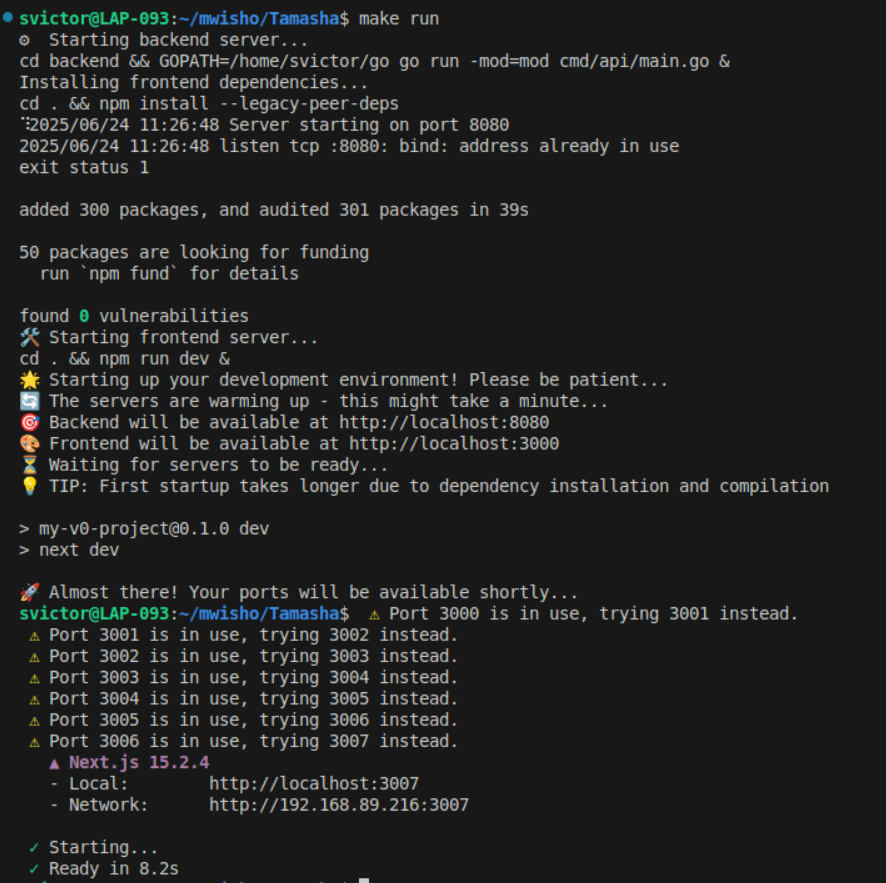 svictor@LAP-093:~/mwisho/Tamasha$ make run
⚙ Starting backend server...
cd backend && GOPATH=/home/svictor/go go run -mod=mod cmd/api/main.go &
Installing frontend dependencies...
cd . && npm install --legacy-peer-deps
⠹2025/06/24 11:26:48 Server starting on port 8080
2025/06/24 11:26:48 listen tcp :8080: bind: address already in use
exit status 1
added 300 packages, and audited 301 packages in 39s
50 packages are looking for funding
run `npm fund` for details
found 0 vulnerabilities
🛠 Starting frontend server...
cd . && npm run dev &
🌟 Starting up your development environment! Please be patient...
🔄 The servers are warming up - this might take a minute...
🎯 Backend will be available at http://localhost:8080
🎨 Frontend will be available at http://localhost:3000
⏳ Waiting for servers to be ready...
💡 TIP: First startup takes longer due to dependency installation and compilation
> my-v0-project@0.1.0 dev
> next dev
🚀 Almost there! Your ports will be available shortly...
svictor@LAP-093:~/mwisho/Tamasha$ ⚠ Port 3000 is in use, trying 3001 instead.
⚠ Port 3001 is in use, trying 3002 instead.
⚠ Port 3002 is in use, trying 3003 instead.
⚠ Port 3003 is in use, trying 3004 instead.
⚠ Port 3004 is in use, trying 3005 instead.
⚠ Port 3005 is in use, trying 3006 instead.
⚠ Port 3006 is in use, trying 3007 instead.
▲ Next.js 15.2.4
- Local: http://localhost:3007
- Network: http://192.168.89.216:3007
✓ Starting...
✓ Ready in 8.2s